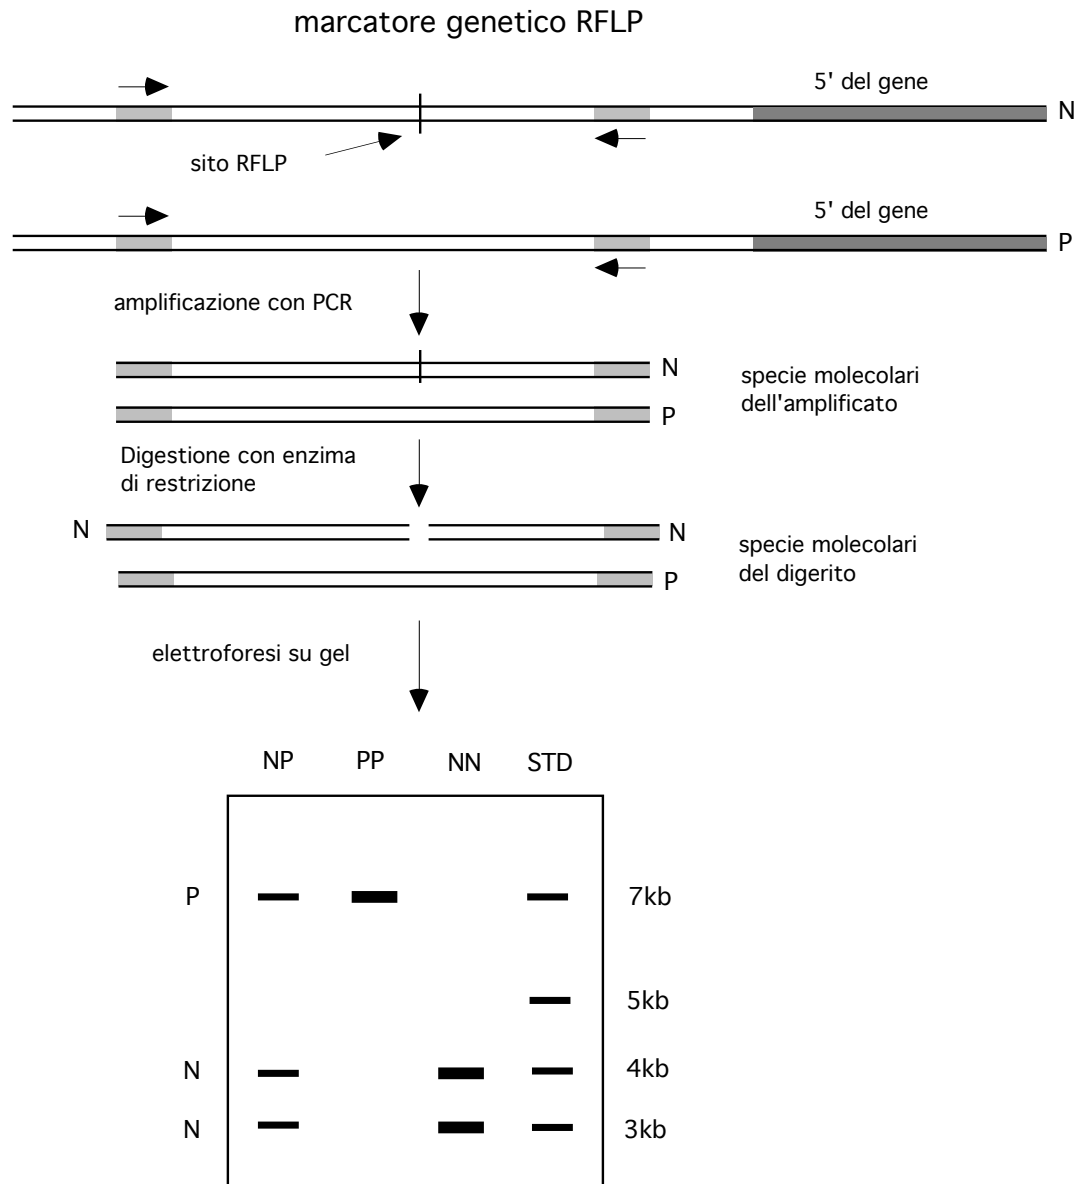 marcatore genetico RFLP
5' del gene
N
sito RFLP
5' del gene
P
amplificazione con PCR
N
P
specie molecolari
dell'amplificato
Digestione con enzima
di restrizione
N
N
P
specie molecolari
del digerito
elettroforesi su gel
NP PP NN STD
P 7kb
5kb
N 4kb
N 3kb